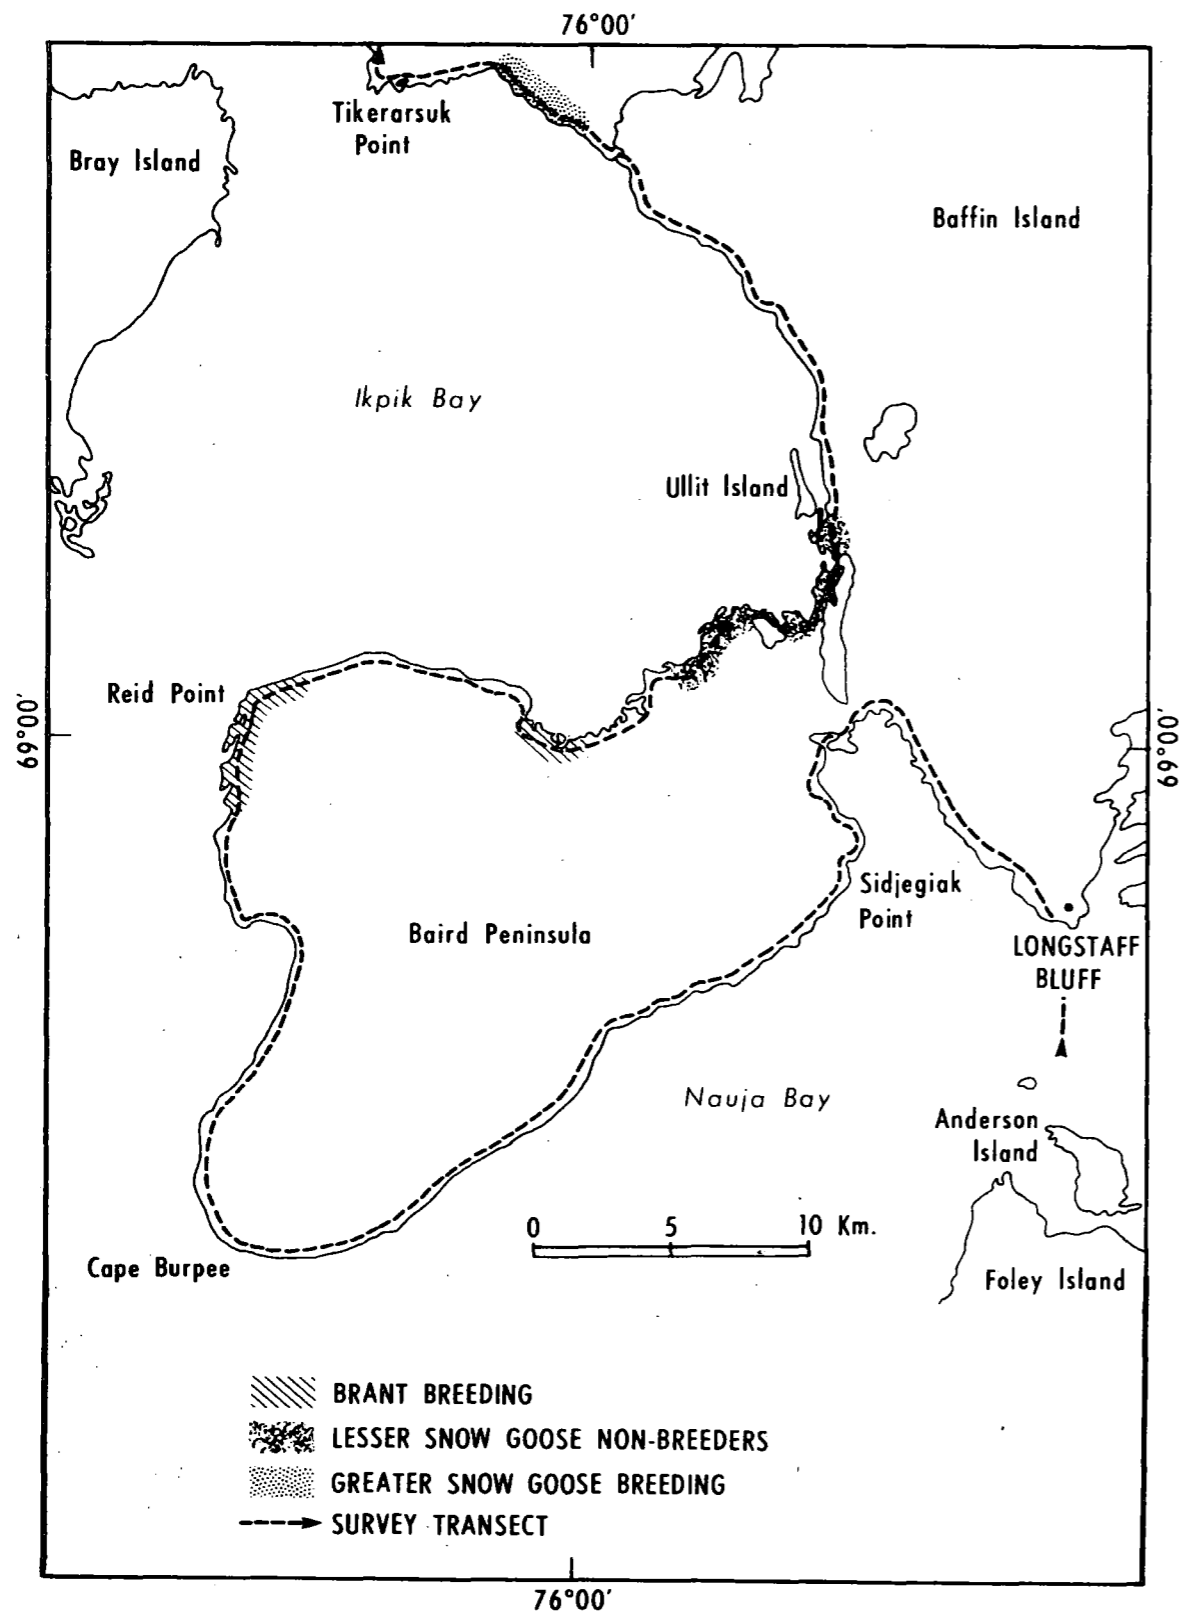 76°00'
Tikerarsuk
Point
Bray Island
Baffin Island
Ikpik Bay
Ullit Island
Reid Point
69°00'
69°00'
Sidjegiak
Point
Baird Peninsula
LONGSTAFF
BLUFF
Nauja Bay
Anderson
Island
0 5 10 Km.
Cape Burpee
Foley Island
BRANT BREEDING
LESSER SNOW GOOSE NON-BREEDERS
GREATER SNOW GOOSE BREEDING
SURVEY TRANSECT
76°00'